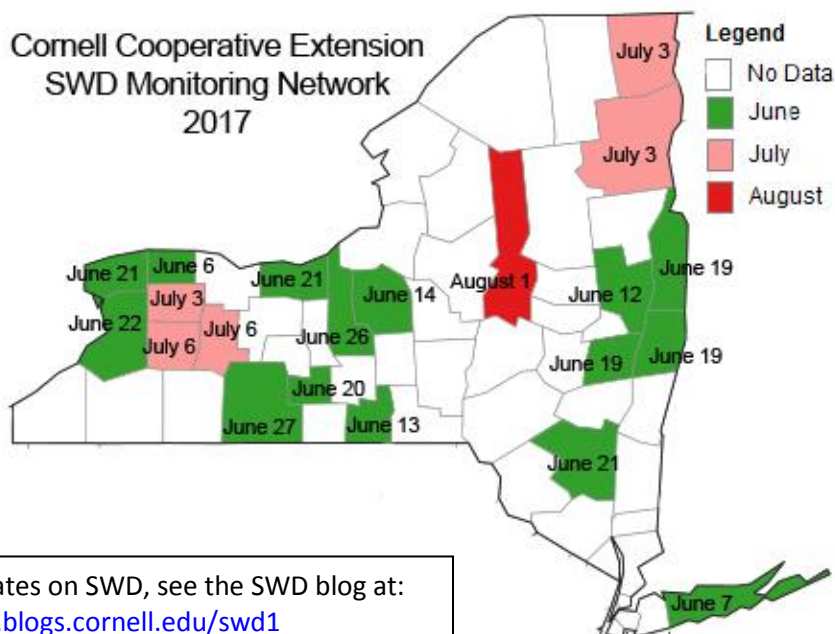 Cornell Cooperative Extension
SWD Monitoring Network
2017
Legend
No Data
June
July
August
July 3
July 3
June 21
June 6
June 21
June 14
August 1
June 12
June 19
July 3
June 22
July 6
July 6
June 26
June 19
June 19
June 20
June 27
June 13
June 21
June 7
ates on SWD, see the SWD blog at:
.blogs.cornell.edu/swd1